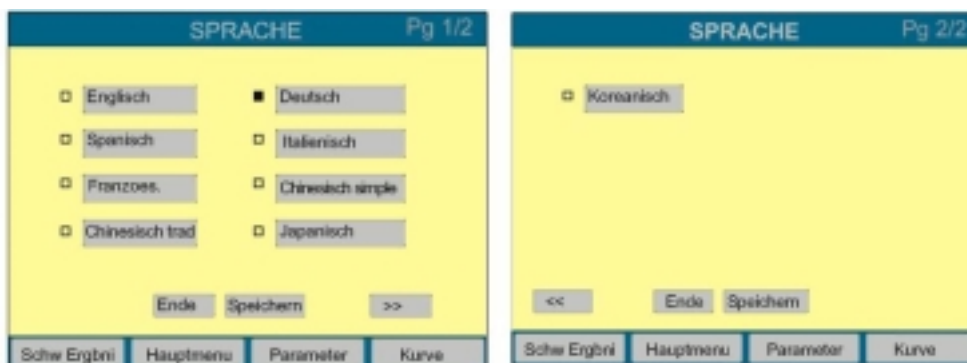 SPRACHE Pg 1/2
Englisch Deutsch
Spanisch Italienisch
Franzoes. Chinesisch simple
Chinesisch trad Japanisch
Ende Speichern >>
Schw Ergbni Hauptmenu Parameter Kurve
SPRACHE Pg 2/2
Koreanisch
<< Ende Speichern
Schw Ergbni Hauptmenu Parameter Kurve